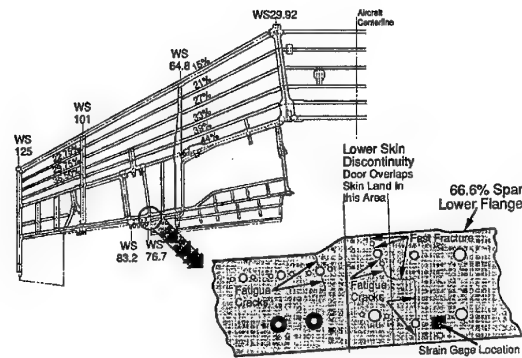 WS29.92
Aircraft
Centerline
WS
64.8
15%
21%
27%
33%
39%
44%
WS
101
WS
125
Lower Skin
Discontinuity
Door Overlaps
Skin Land In
this Area
66.6% Spar
Lower Flange
WS
83.2
WS
76.7
Fast Fracture
Fatigue
Cracks
Fatigue
Cracks
Strain Gage Location